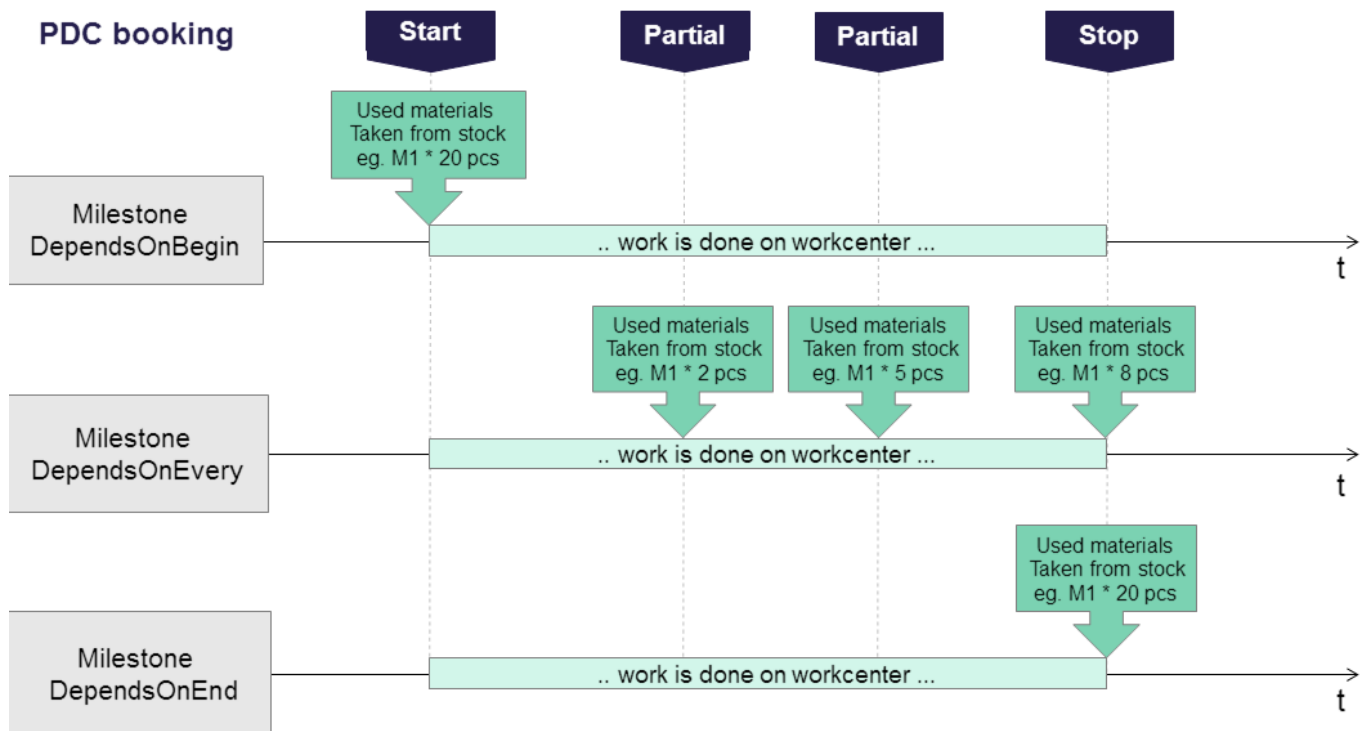 PDC booking
Start
Partial
Partial
Stop
Used materials
Taken from stock
eg. M1 * 20 pcs
Milestone
DependsOnBegin
.. work is done on workcenter ...
t
Used materials
Taken from stock
eg. M1 * 2 pcs
Used materials
Taken from stock
eg. M1 * 5 pcs
Used materials
Taken from stock
eg. M1 * 8 pcs
Milestone
DependsOnEvery
.. work is done on workcenter ...
t
Used materials
Taken from stock
eg. M1 * 20 pcs
Milestone
DependsOnEnd
.. work is done on workcenter ...
t